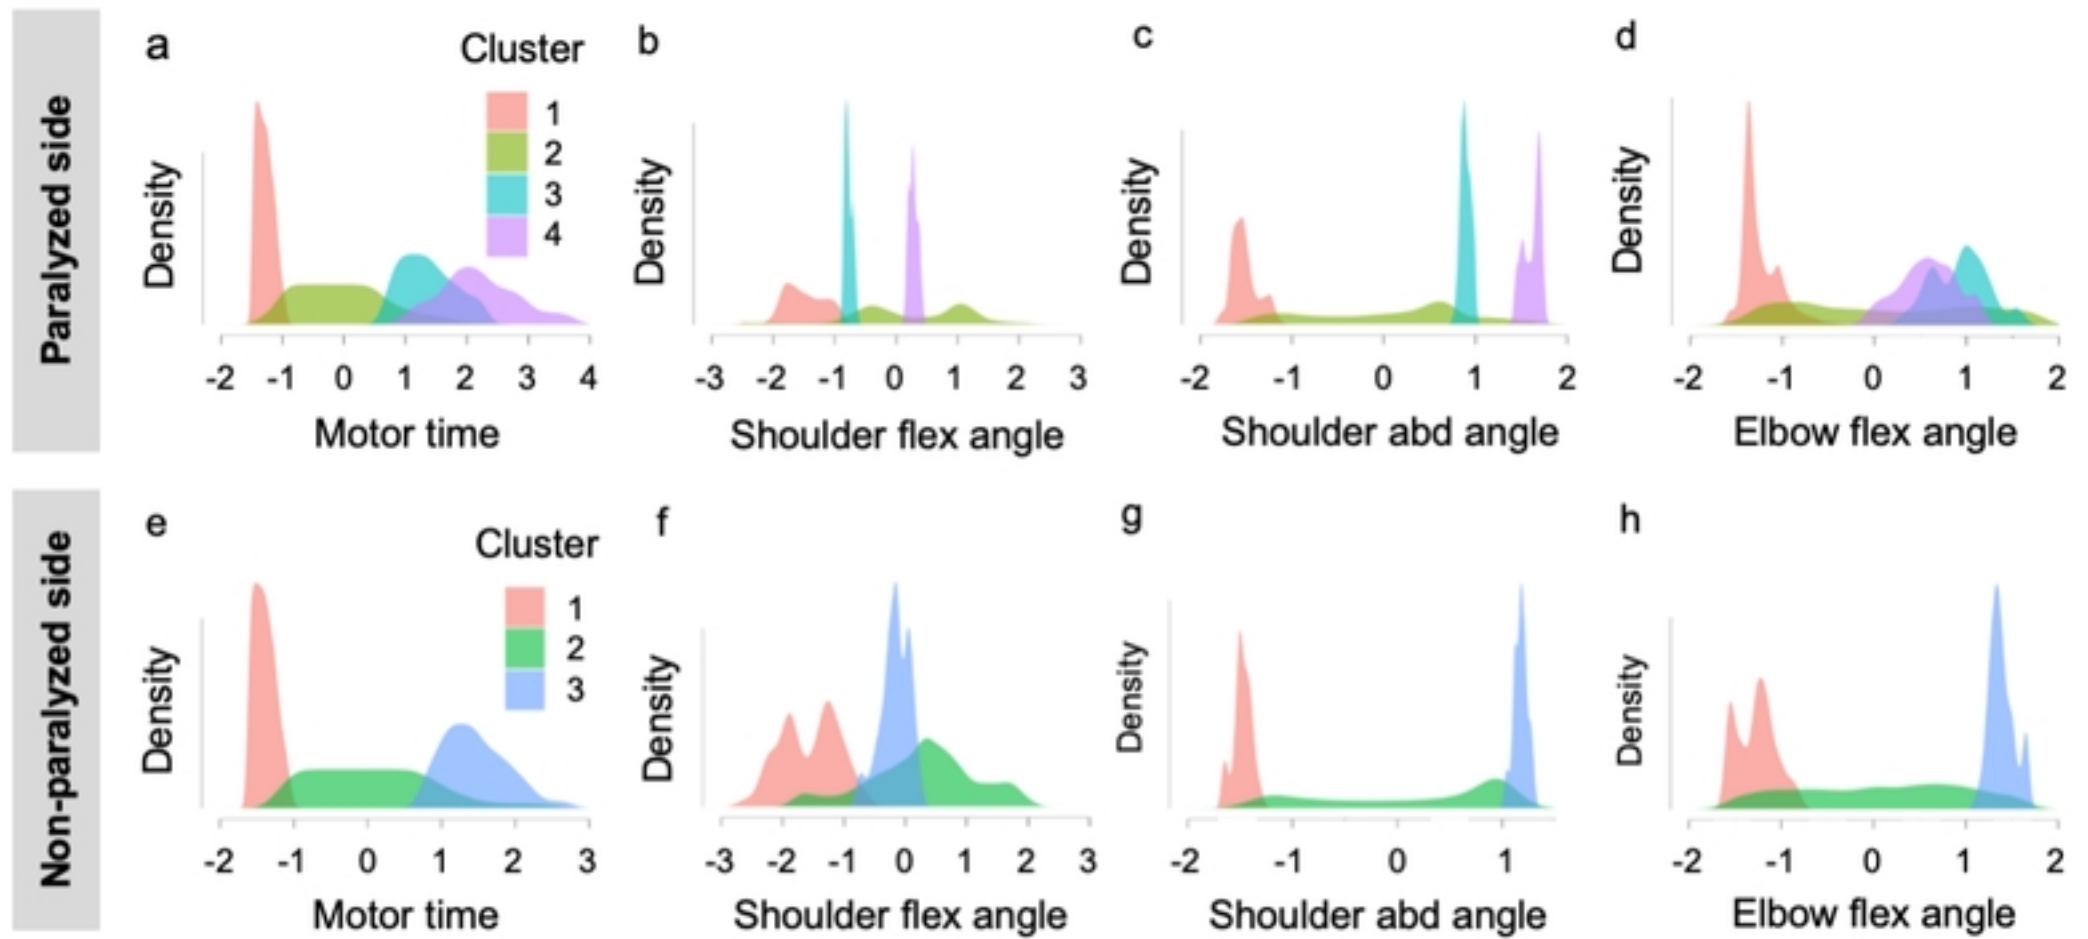 Paralyzed side
a
Cluster
1
2
3
4
Density
-2 -1 0 1 2 3 4
Motor time
b
Density
-3 -2 -1 0 1 2 3
Shoulder flex angle
c
Density
-2 -1 0 1 2
Shoulder abd angle
d
Density
-2 -1 0 1 2
Elbow flex angle
Non-paralyzed side
e
Cluster
1
2
3
Density
-2 -1 0 1 2 3
Motor time
f
Density
-3 -2 -1 0 1 2 3
Shoulder flex angle
g
Density
-2 -1 0 1
Shoulder abd angle
h
Density
-2 -1 0 1 2
Elbow flex angle